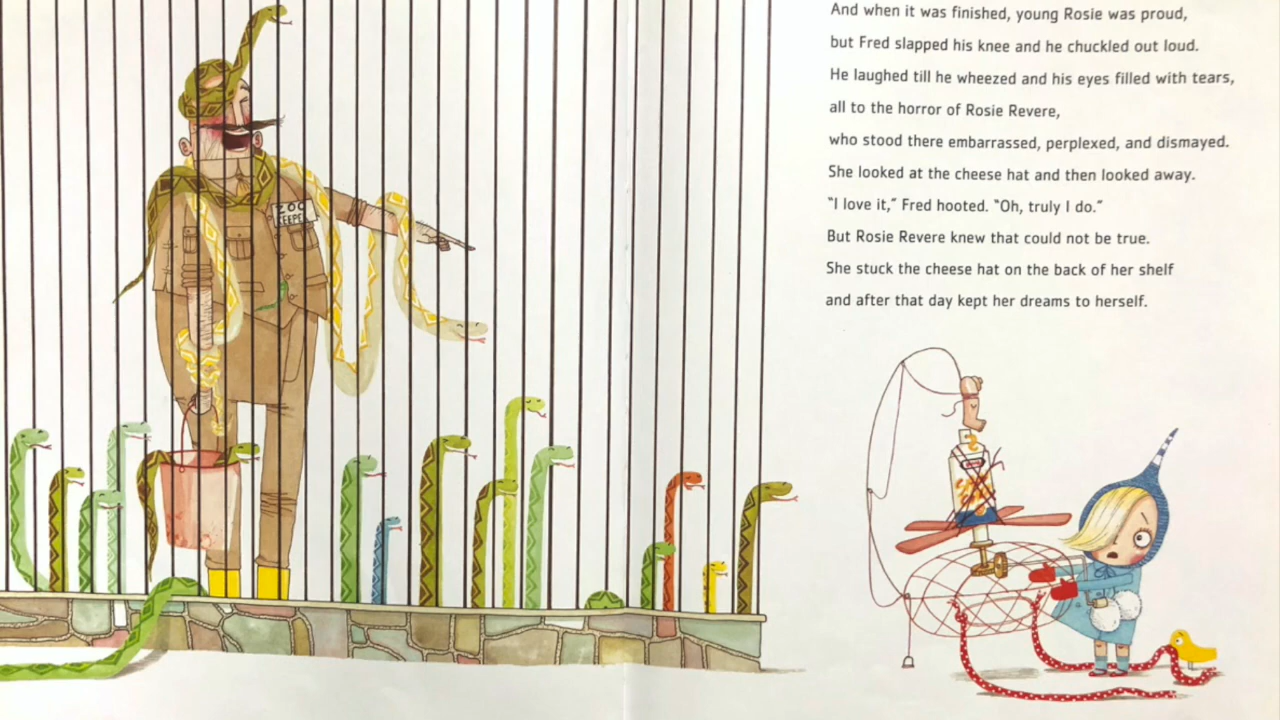 And when it was finished, young Rosie was proud,
but Fred slapped his knee and he chuckled out loud.
He laughed till he wheezed and his eyes filled with tears,
all to the horror of Rosie Revere,
who stood there embarrassed, perplexed, and dismayed.
She looked at the cheese hat and then looked away.
“I love it,” Fred hooted. “Oh, truly I do.”
But Rosie Revere knew that could not be true.
She stuck the cheese hat on the back of her shelf
and after that day kept her dreams to herself.
ZOO
KEEPER